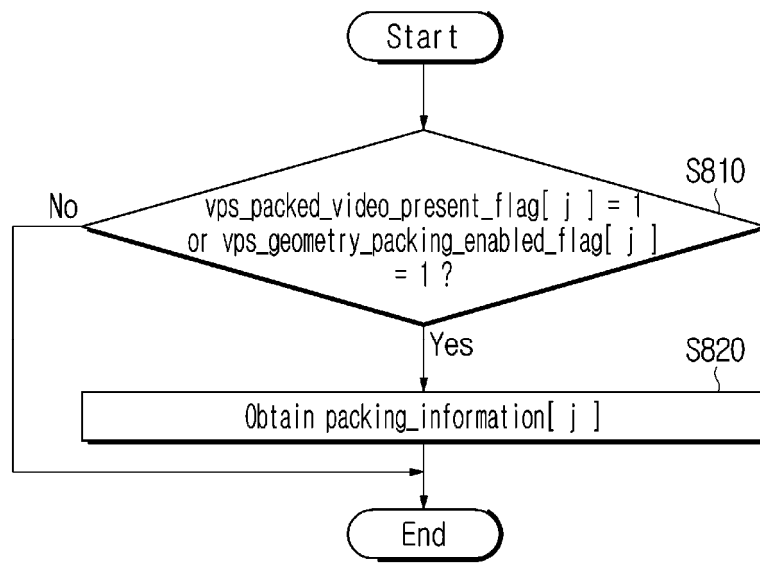 Start
S810
No
vps_packed_video_present_flag[ j ] = 1
or vps_geometry_packing_enabled_flag[ j ]
= 1 ?
Yes
S820
Obtain packing_information[ j ]
End